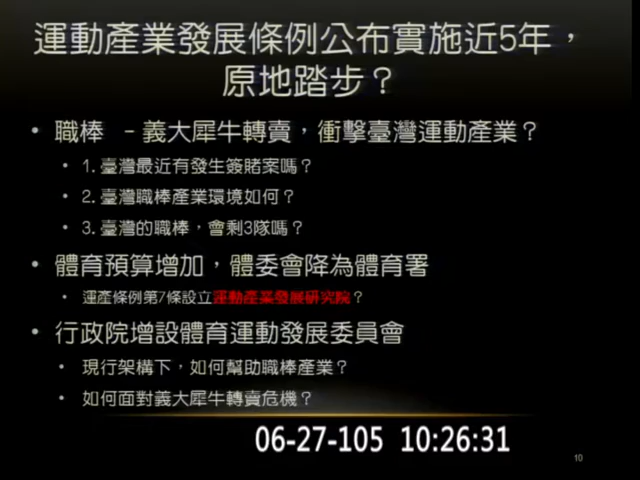 運動產業發展條例公布實施近5年，
原地踏步？
• 職棒 －義大犀牛轉賣，衝擊臺灣運動產業？
• 1. 臺灣最近有發生簽賭案嗎？
• 2. 臺灣職棒產業環境如何？
• 3. 臺灣的職棒，會剩3隊嗎？
• 體育預算增加，體委會降為體育署
• 運產條例第7條設立運動產業發展研究院？
• 行政院增設體育運動發展委員會
• 現行架構下，如何幫助職棒產業？
• 如何面對義大犀牛轉賣危機？
06-27-105 10:26:31
10